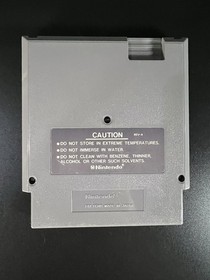 CAUTION
• DO NOT STORE IN EXTREME TEMPERATURES.
• DO NOT IMMERSE IN WATER.
• DO NOT CLEAN WITH BENZENE, THINNER,
ALCOHOL OR OTHER SUCH SOLVENTS.
Nintendo®
Nintendo